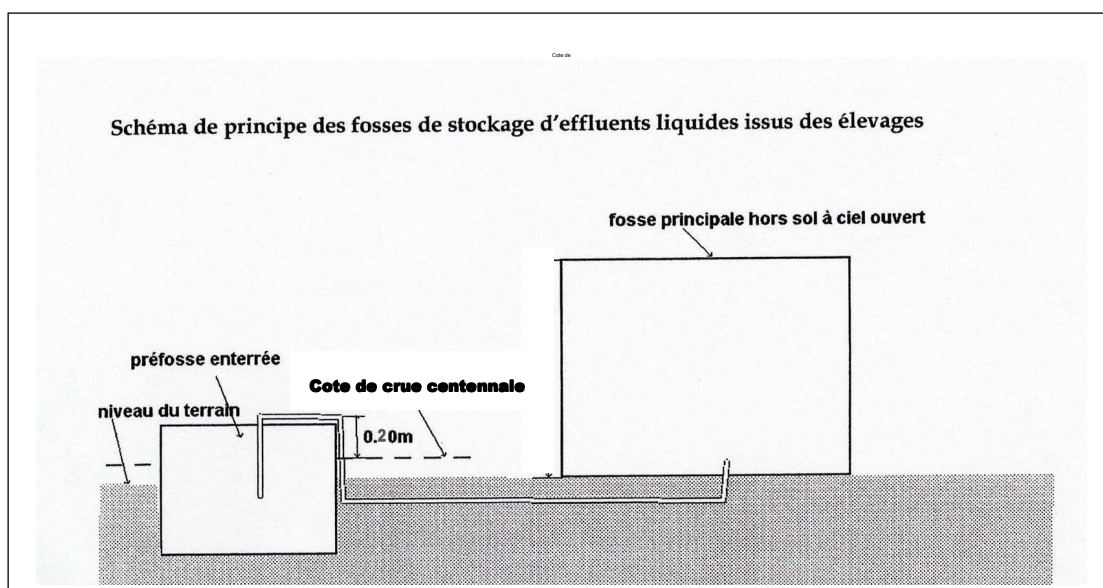 Cote de
Schéma de principe des fosses de stockage d'effluents liquides issus des élevages
fosse principale hors sol à ciel ouvert
préfosse enterrée
Cote de crue centennale
niveau du terrain
0.20m